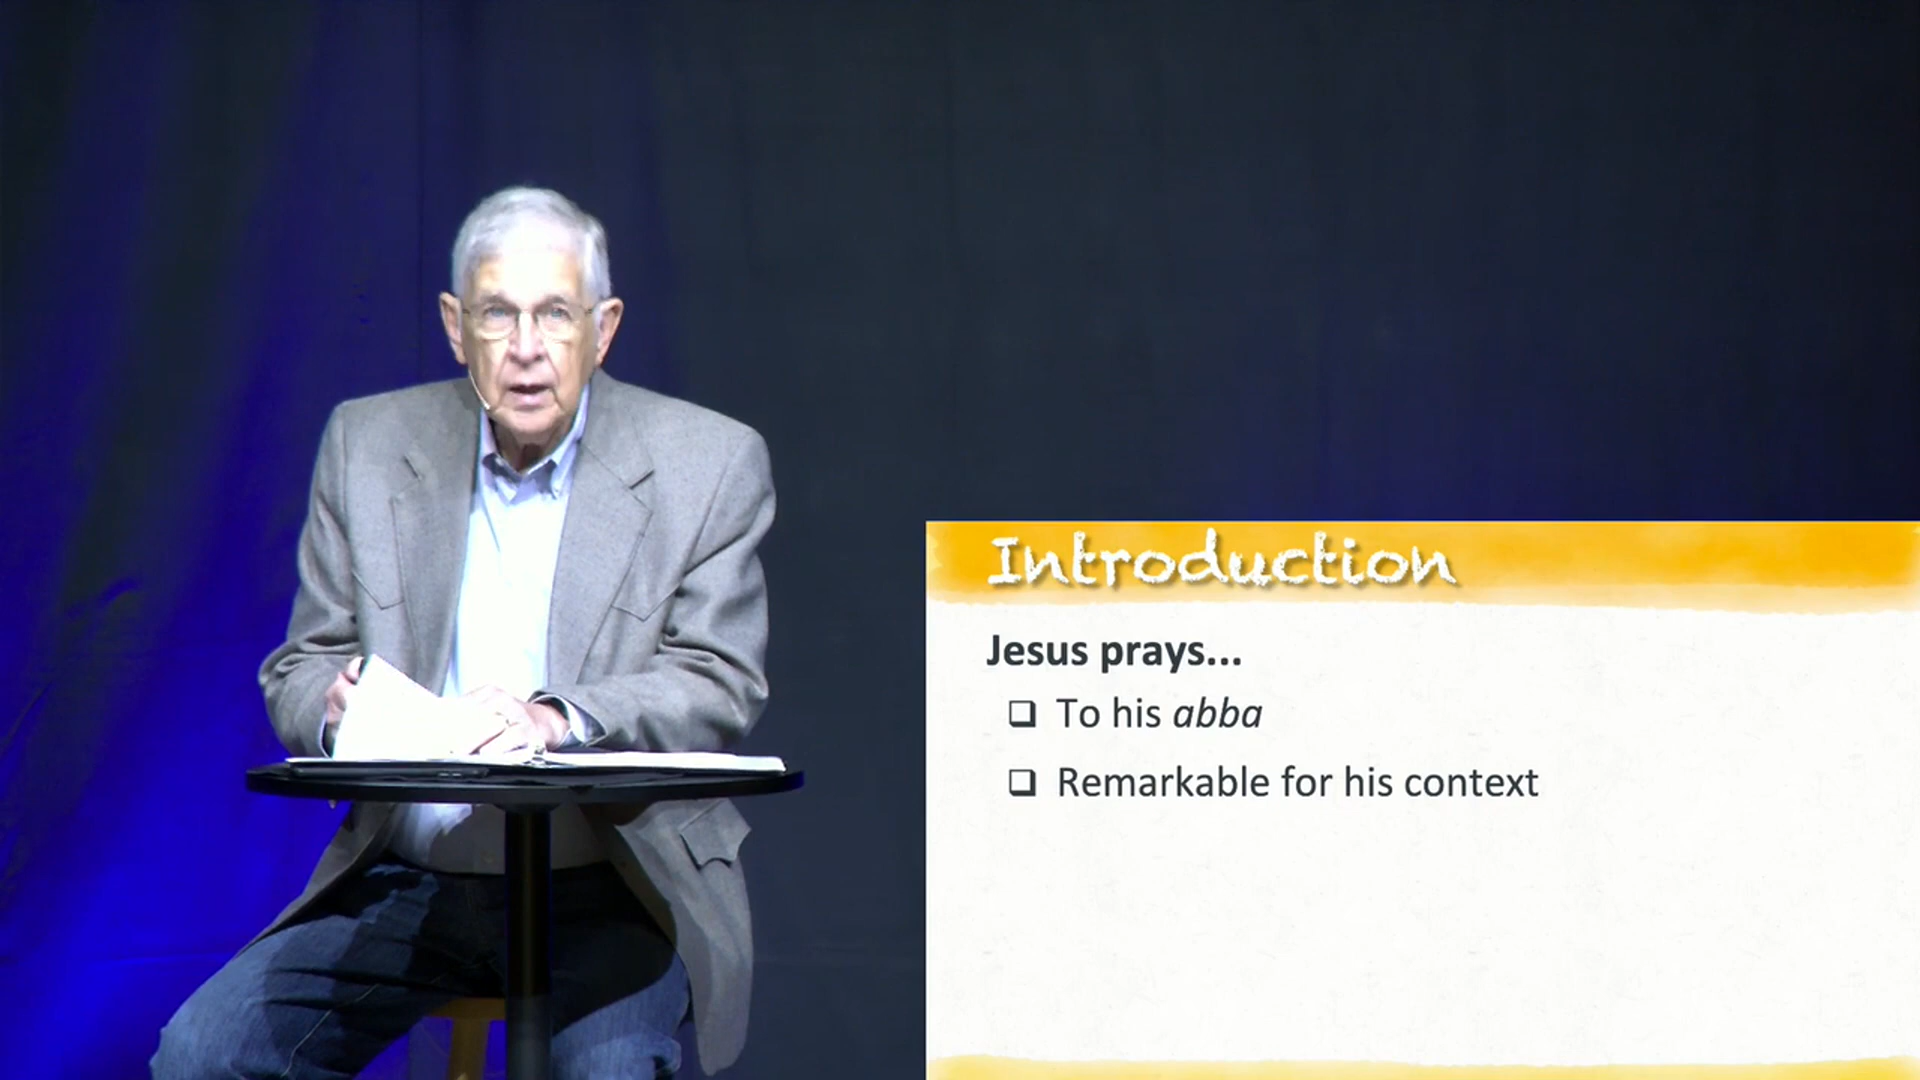 Introduction
Jesus prays...
❑ To his abba
❑ Remarkable for his context